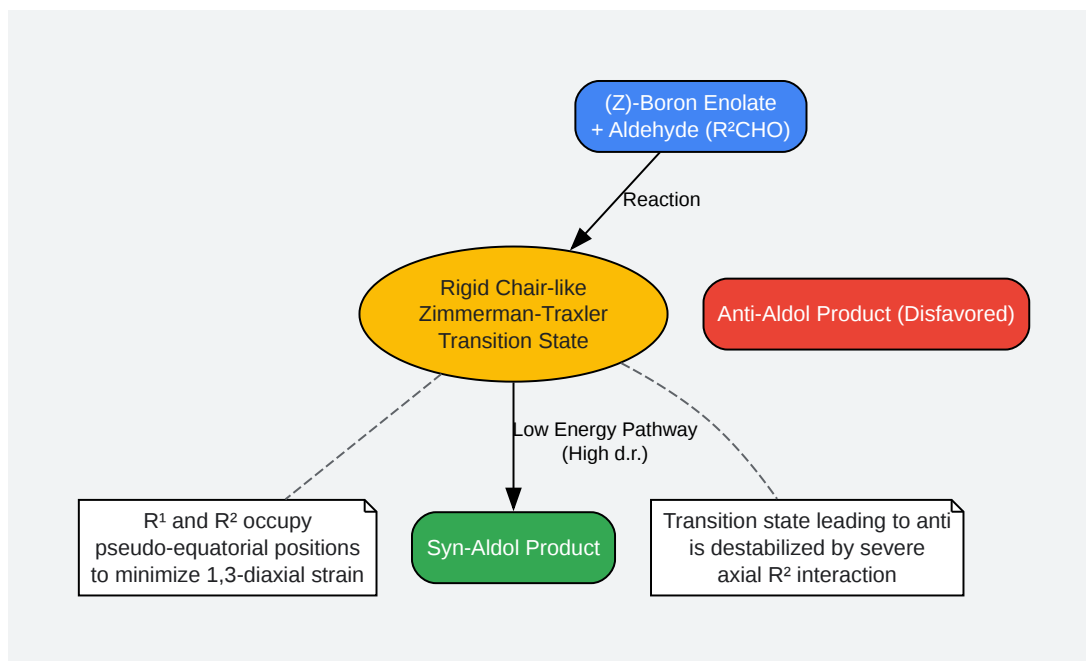 (Z)-Boron Enolate
+ Aldehyde (R²CHO)
Reaction
Rigid Chair-like
Zimmerman-Traxler
Transition State
Anti-Aldol Product (Disfavored)
Low Energy Pathway
(High d.r.)
R¹ and R² occupy
pseudo-equatorial positions
to minimize 1,3-diaxial strain
Syn-Aldol Product
Transition state leading to anti
is destabilized by severe
axial R² interaction